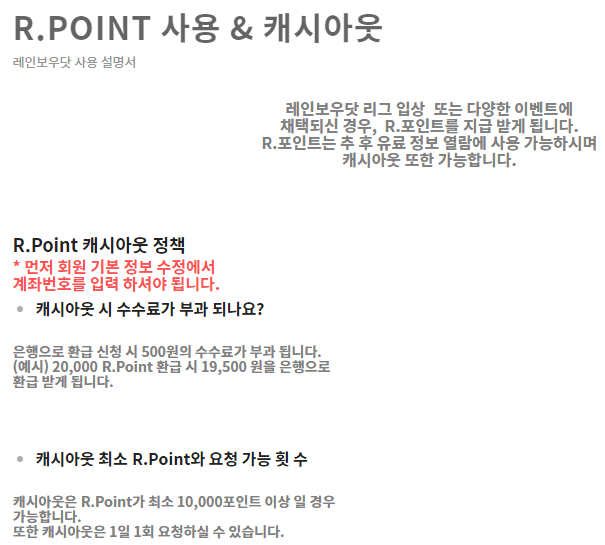 R.POINT 사용 & 캐시아웃
레인보우닷 사용 설명서
레인보우닷 리그 입상 또는 다양한 이벤트에
채택되신 경우, R.포인트를 지급 받게 됩니다.
R.포인트는 추 후 유료 정보 열람에 사용 가능하시며
캐시아웃 또한 가능합니다.
R.Point 캐시아웃 정책
* 먼저 회원 기본 정보 수정에서
계좌번호를 입력 하셔야 됩니다.
캐시아웃 시 수수료가 부과 되나요?
은행으로 환급 신청 시 500원의 수수료가 부과 됩니다.
(예시) 20,000 R.Point 환급 시 19,500 원을 은행으로
환급 받게 됩니다.
캐시아웃 최소 R.Point와 요청 가능 횟 수
캐시아웃은 R.Point가 최소 10,000포인트 이상 일 경우
가능합니다.
또한 캐시아웃은 1일 1회 요청하실 수 있습니다.